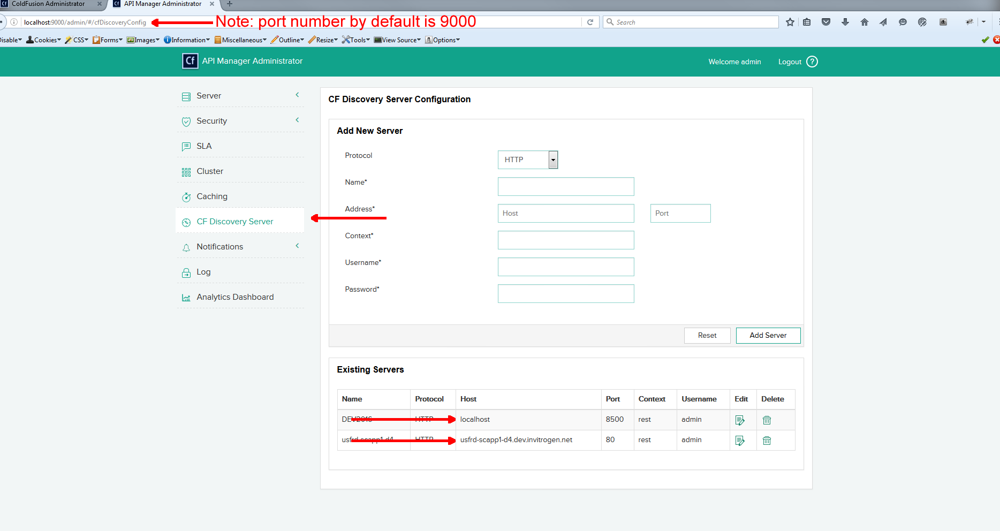 ColdFusion Administrator
API Manager Administrator
localhost:9000/admin/#/cfDiscoveryConfig
Note: port number by default is 9000
Search
Disable Cookies CSS Forms Images Information Miscellaneous Outline Resize Tools View Source Options
Cf API Manager Administrator
Welcome admin Logout ?
Server
Security
SLA
Cluster
Caching
CF Discovery Server
Notifications
Log
Analytics Dashboard
CF Discovery Server Configuration
Add New Server
Protocol HTTP
Name*
Address* Host Port
Context*
Username*
Password*
Reset Add Server
Existing Servers
Name Protocol Host Port Context Username Edit Delete
DEV2016 HTTP localhost 8500 rest admin
usfrd-scapp1-d4 HTTP usfrd-scapp1-d4.dev.invitrogen.net 80 rest admin